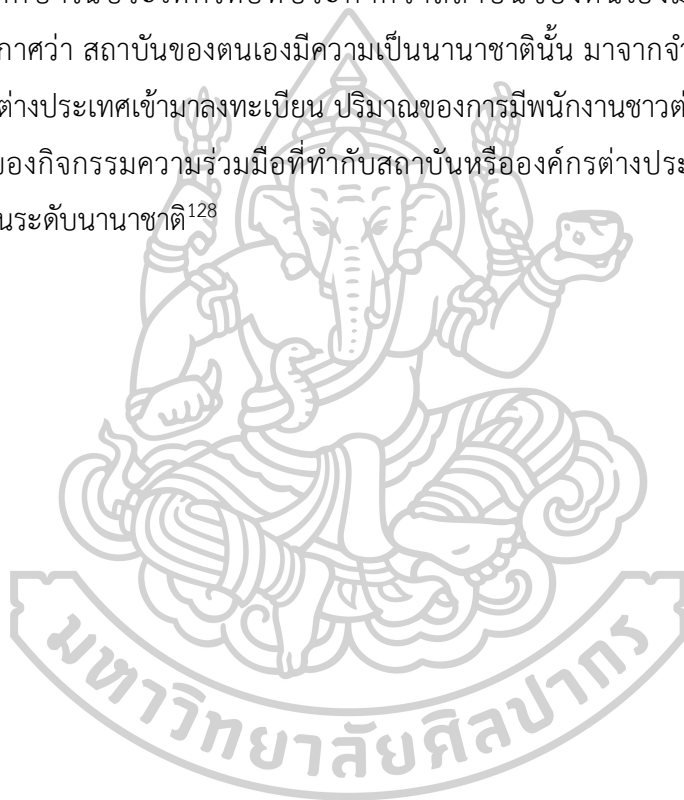 กาศว่า สถาบันของตนเองมีความเป็นนานาชาตินั้น มาจากจำ
ต่างประเทศเข้ามาลงทะเบียน ปริมาณของการมีพนักงานชาวต่
ของกิจกรรมความร่วมมือที่ทำกับสถาบันหรือองค์กรต่างประ
นระดับนานาชาติ128
มหาวิทยาลัยศิลปากร